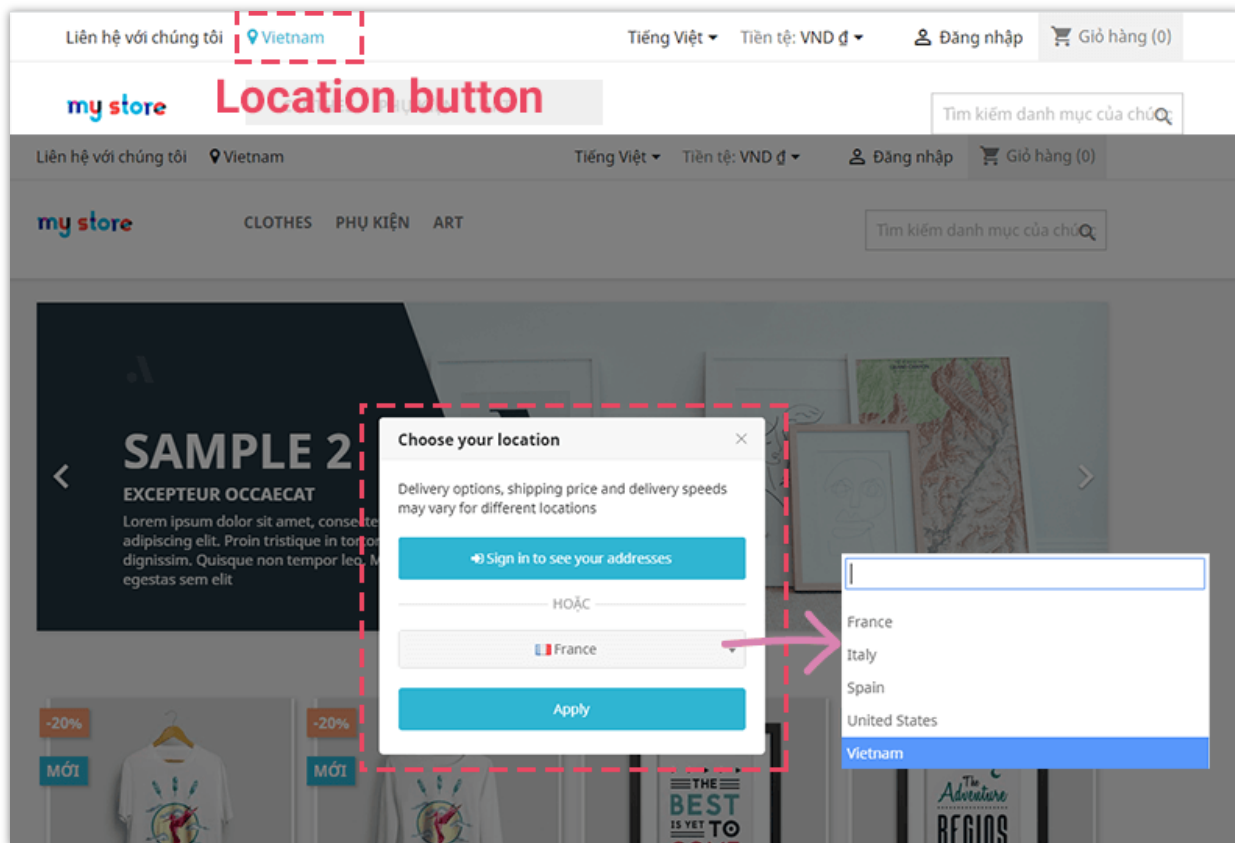 Liên hệ với chúng tôi Vietnam Tiếng Việt Tiền tệ: VND ₫ Đăng nhập Giỏ hàng (0)
my store Location button Tìm kiếm danh mục của
Liên hệ với chúng tôi Vietnam Tiếng Việt Tiền tệ: VND ₫ Đăng nhập Giỏ hàng (0)
my store CLOTHES PHỤ KIỆN ART Tìm kiếm danh mục của
SAMPLE 2
EXCEPTEUR OCCAECAT
Lorem ipsum dolor sit amet,
adipiscing elit. Proin tristique in tortor
dignissim. Quisque non tempor leo.
egestas sem elit
Choose your location
Delivery options, shipping price and delivery speeds
may vary for different locations
Sign in to see your addresses
HOẶC
France
Apply
France
Italy
Spain
United States
Vietnam
-20% -20%
MỚI MỚI
THE
BEST
IS YET TO
The
Adventure
BEGINS